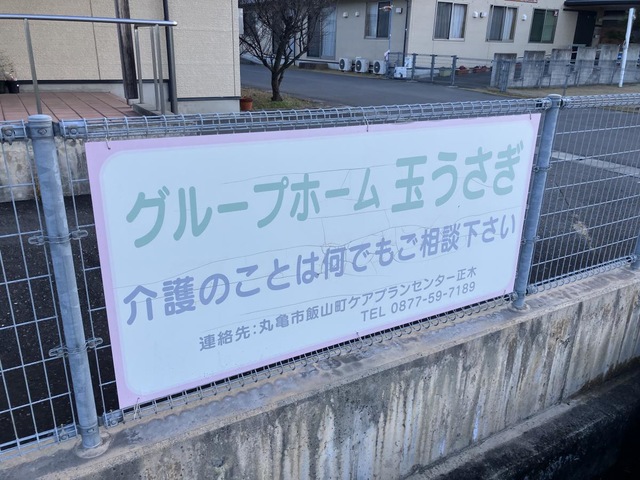 グループホーム 玉うさぎ
介護のことは何でもご相談下さい
連絡先:丸亀市飯山町ケアプランセンター正木
TEL 0877-59-7189